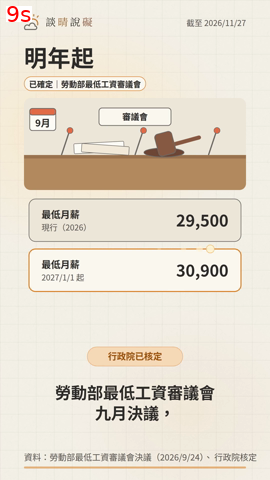 9s
談晴說礙
截至 2026/11/27
明年起
已確定｜勞動部最低工資審議會
9月
審議會
最低月薪
現行（2026）
29,500
最低月薪
2027/1/1 起
30,900
行政院已核定
勞動部最低工資審議會
九月決議，
資料：勞動部最低工資審議會決議（2026/9/24）、行政院核定